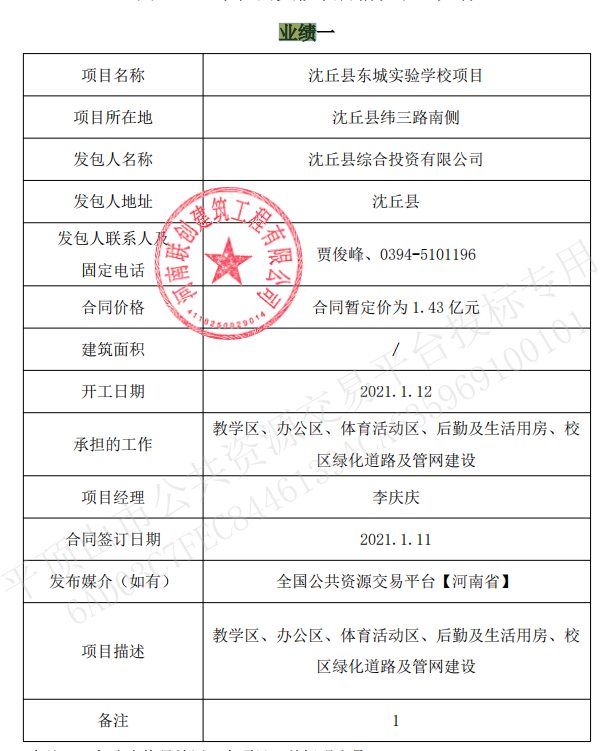 业绩一
项目名称 沈丘县东城实验学校项目
项目所在地 沈丘县纬三路南侧
发包人名称 沈丘县综合投资有限公司
发包人地址 沈丘县
发包人联系人及
固定电话 贾俊峰、0394-5101196
合同价格 合同暂定价为 1.43 亿元
建筑面积 /
开工日期 2021.1.12
承担的工作 教学区、办公区、体育活动区、后勤及生活用房、校
区绿化道路及管网建设
项目经理 李庆庆
合同签订日期 2021.1.11
发布媒介（如有） 全国公共资源交易平台【河南省】
项目描述 教学区、办公区、体育活动区、后勤及生活用房、校
区绿化道路及管网建设
备注 1
河南联创建筑工程有限公司
4116250029014
平顶山市公共资源交易平台投标专用